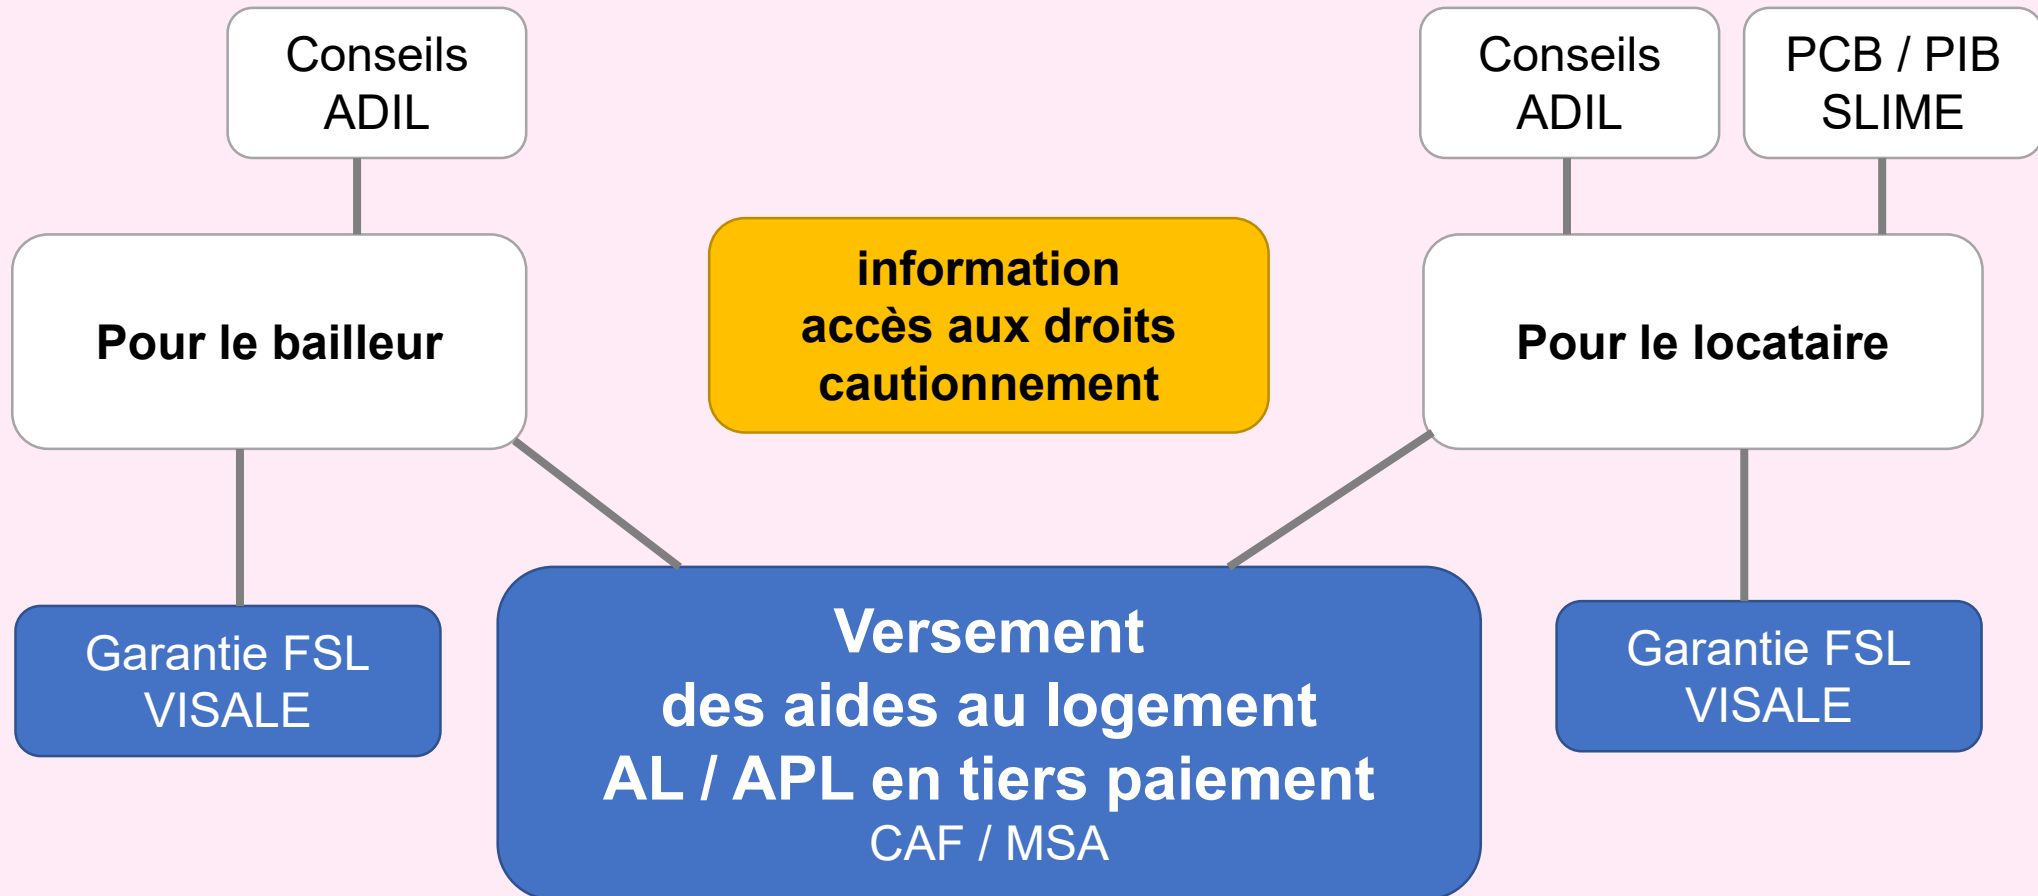 Conseils
ADIL
Conseils
ADIL
PCB / PIB
SLIME
Pour le bailleur
information
accès aux droits
cautionnement
Pour le locataire
Garantie FSL
VISALE
Versement
des aides au logement
AL / APL en tiers paiement
CAF / MSA
Garantie FSL
VISALE